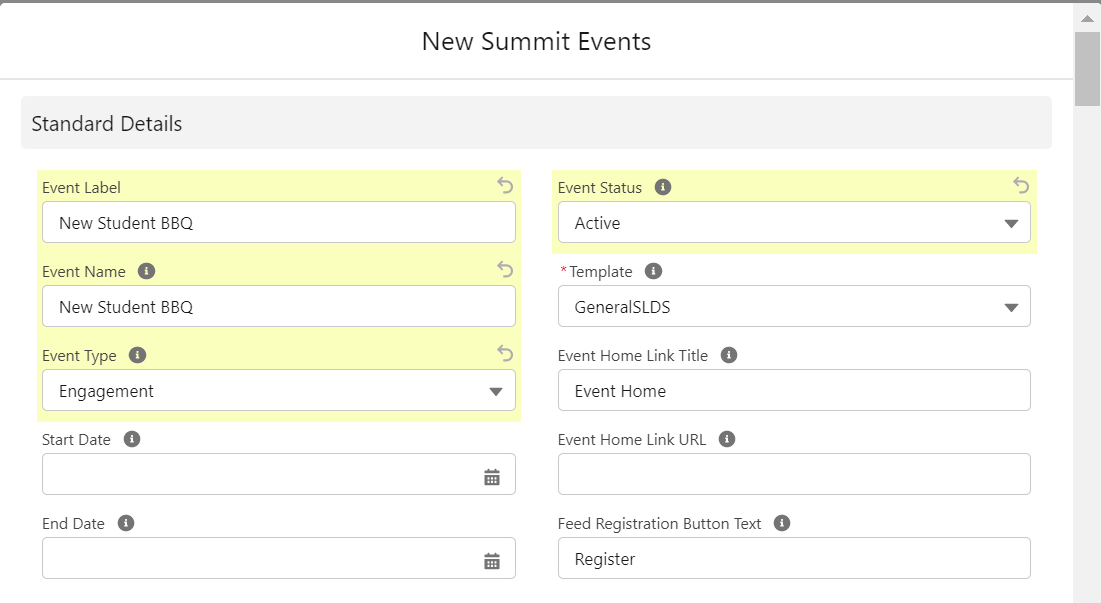 New Summit Events
Standard Details
Event Label
New Student BBQ
Event Name
New Student BBQ
Event Type
Engagement
Start Date
End Date
Event Status
Active
*Template
GeneralSLDS
Event Home Link Title
Event Home
Event Home Link URL
Feed Registration Button Text
Register